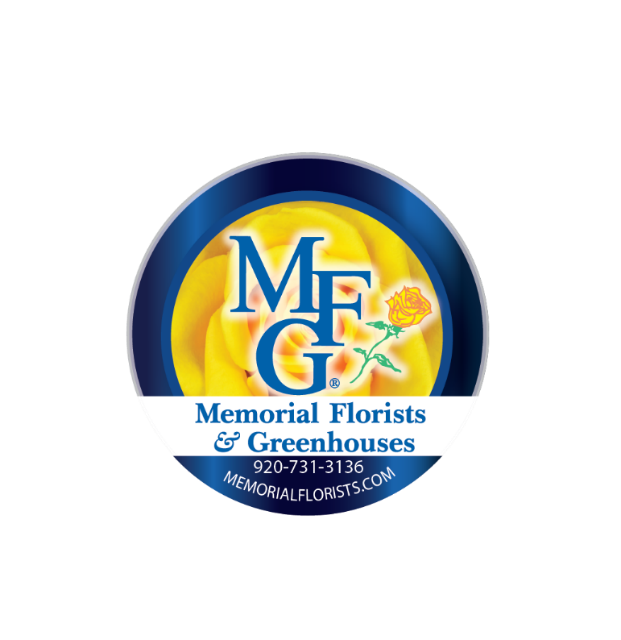 MFG®
Memorial Florists
& Greenhouses
920-731-3136
MEMORIALFLORISTS.COM